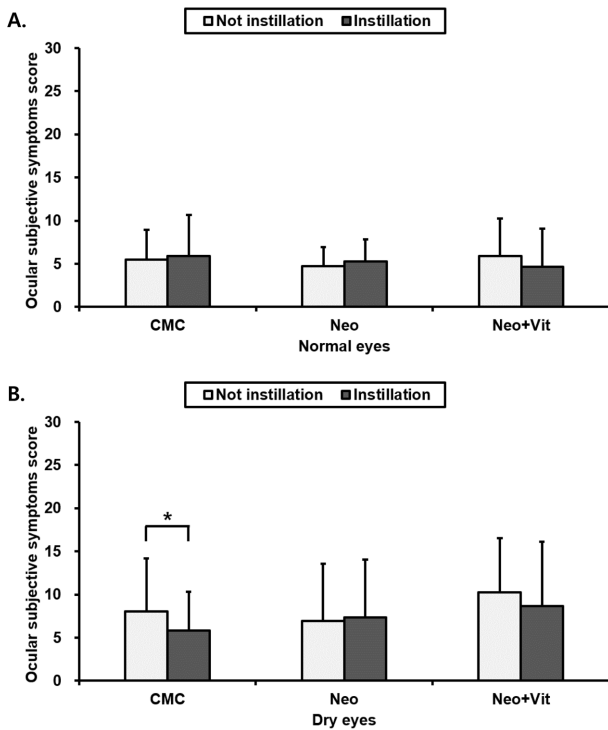 A.
Not instillation Instillation
Ocular subjective symptoms score
30
25
20
15
10
5
0
CMC Neo Neo+Vit
Normal eyes
B.
Not instillation Instillation
Ocular subjective symptoms score
30
25
20
15
10
5
0
*
CMC Neo Neo+Vit
Dry eyes